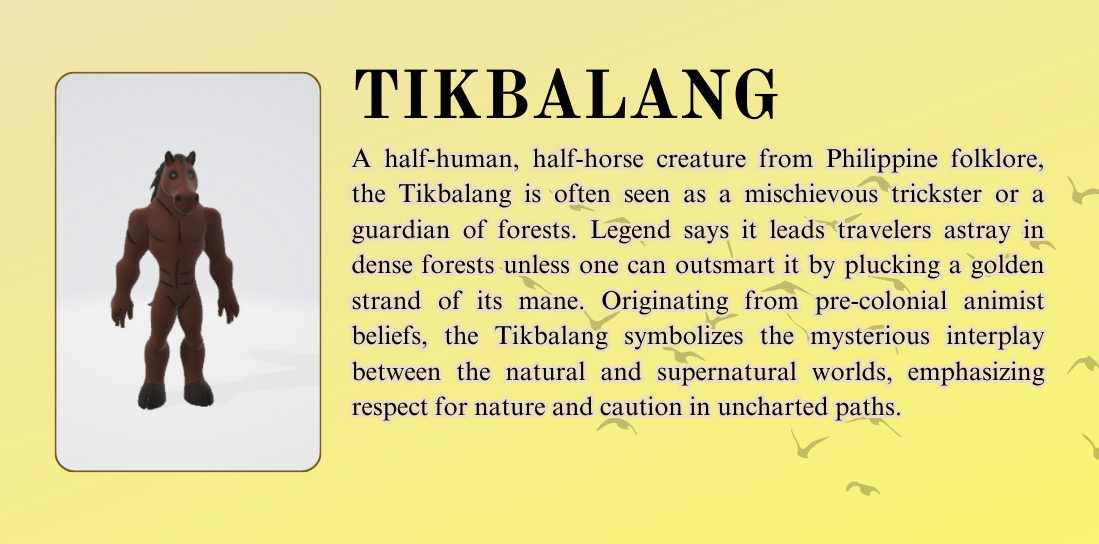 TIKBALANG
A half-human, half-horse creature from Philippine folklore,
the Tikbalang is often seen as a mischievous trickster or a
guardian of forests. Legend says it leads travelers astray in
dense forests unless one can outsmart it by plucking a golden
strand of its mane. Originating from pre-colonial animist
beliefs, the Tikbalang symbolizes the mysterious interplay
between the natural and supernatural worlds, emphasizing
respect for nature and caution in uncharted paths.